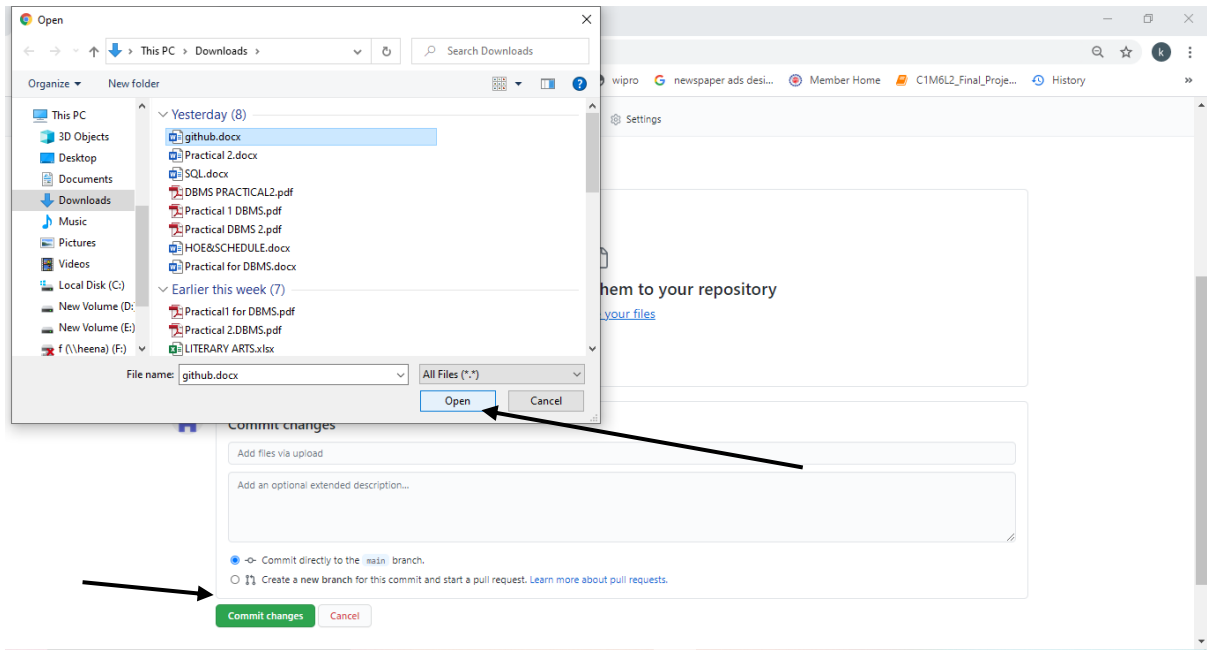 Open
This PC > Downloads >
Search Downloads
Organize
New folder
wipro
newspaper ads desi...
Member Home
C1M6L2_Final_Proje...
History
»
k
?
Settings
This PC
3D Objects
Desktop
Documents
Downloads
Music
Pictures
Videos
Local Disk (C:)
New Volume (D:
New Volume (E:)
f (\\heena) (F:)
Yesterday (8)
github.docx
Practical 2.docx
SQL.docx
DBMS PRACTICAL2.pdf
Practical 1 DBMS.pdf
Practical DBMS 2.pdf
HOE&SCHEDULE.docx
Practical for DBMS.docx
Earlier this week (7)
Practical1 for DBMS.pdf
Practical 2.DBMS.pdf
LITERARY ARTS.xlsx
File name: github.docx
All Files (*.*)
Open
Cancel
hem to your repository
your files
Commit changes
Add files via upload
Add an optional extended description...
Commit directly to the main branch.
Create a new branch for this commit and start a pull request. Learn more about pull requests.
Commit changes
Cancel